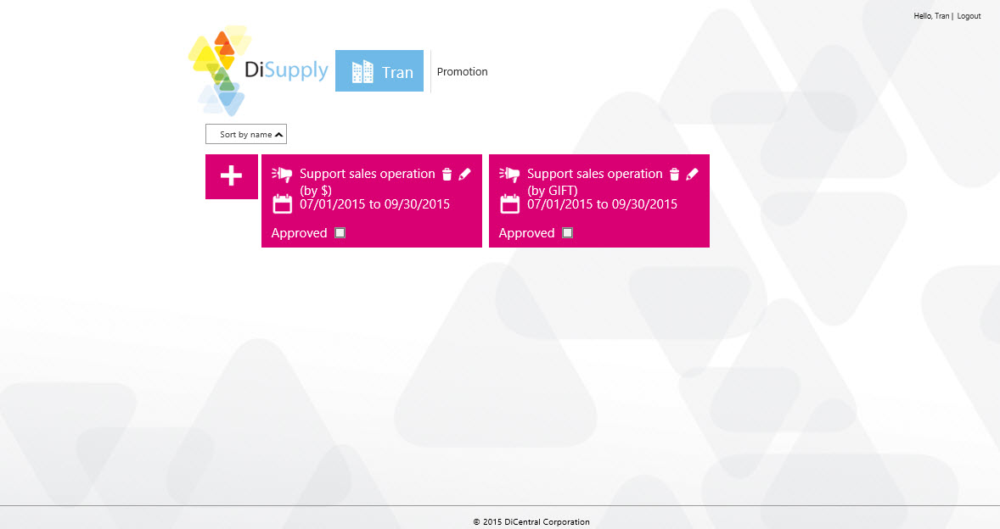 Hello, Tran | Logout
DiSupply
Tran
Promotion
Sort by name
Support sales operation
(by $)
07/01/2015 to 09/30/2015
Approved
Support sales operation
(by GIFT)
07/01/2015 to 09/30/2015
Approved
© 2015 DiCentral Corporation